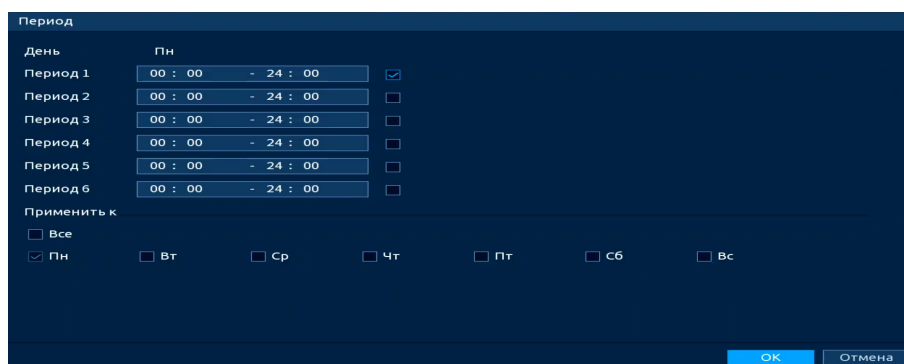 Период
День Пн
Период 1 00 : 00 - 24 : 00
Период 2 00 : 00 - 24 : 00
Период 3 00 : 00 - 24 : 00
Период 4 00 : 00 - 24 : 00
Период 5 00 : 00 - 24 : 00
Период 6 00 : 00 - 24 : 00
Применить к
Все
Пн Вт Ср Чт Пт Сб Вс
OK Отмена